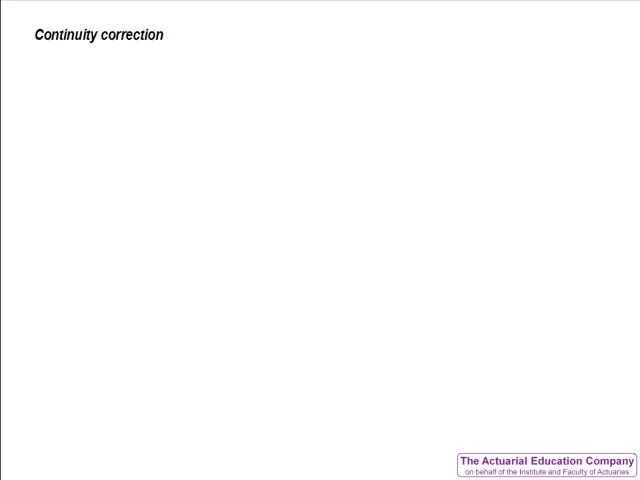 Continuity correction
The Actuarial Education Company
on behalf of the Institute and Faculty of Actuaries